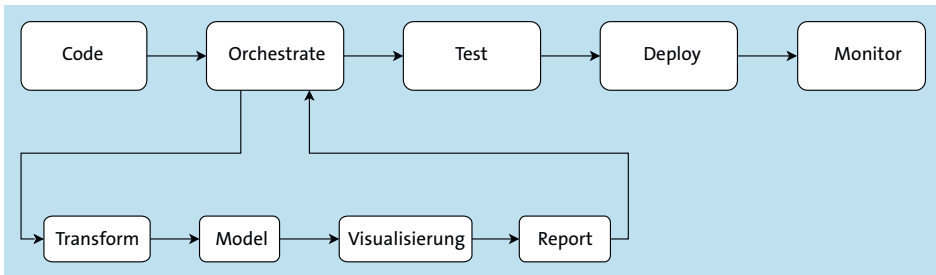 Code
Orchestrate
Test
Deploy
Monitor
Transform
Model
Visualisierung
Report